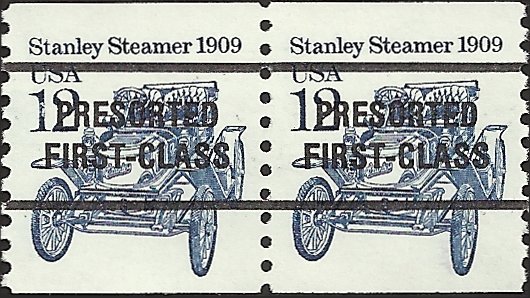 Stanley Steamer 1909
USA
12
PRESORTED
FIRST-CLASS
Stanley Steamer 1909
USA
12
PRESORTED
FIRST-CLASS